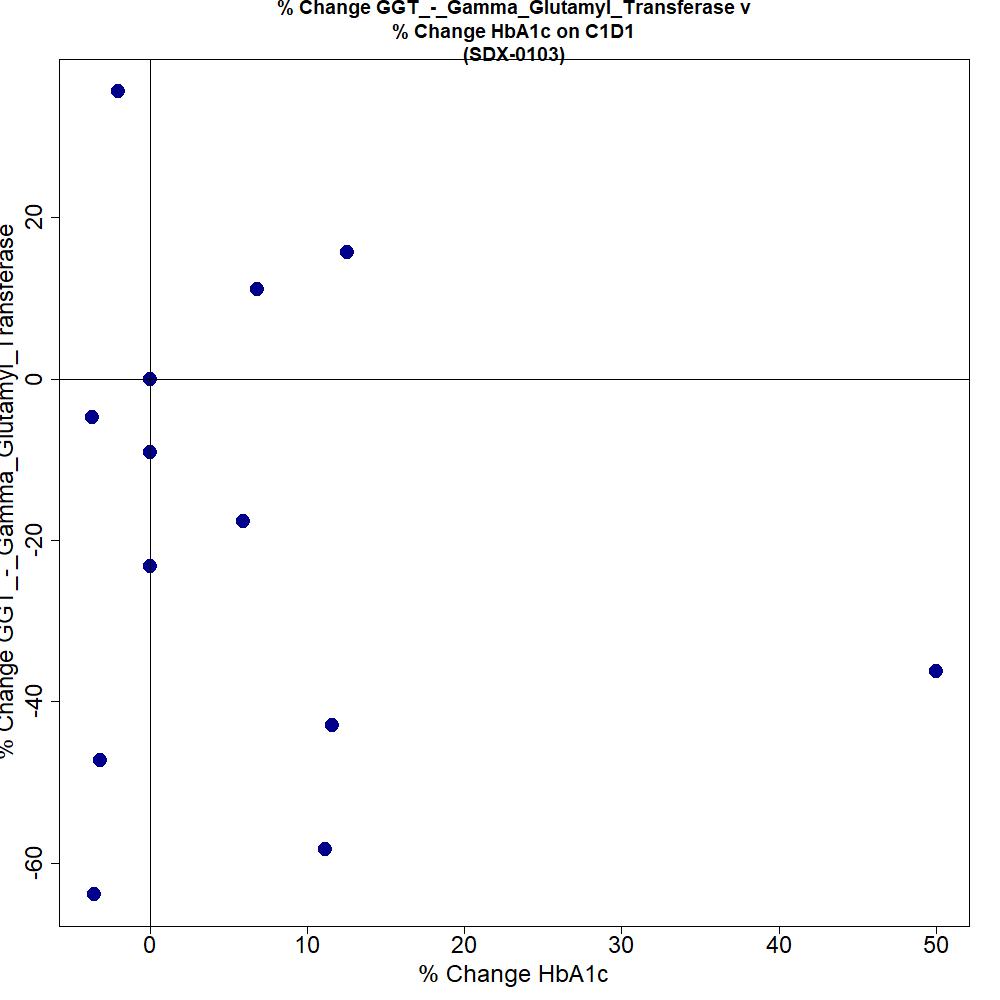 % Change GGT_-_Gamma_Glutamyl_Transferase v
% Change HbA1c on C1D1
(SDX-0103)
% Change GGT_-_Gamma_Glutamyl_Transferase
20
0
-20
-40
-60
0 10 20 30 40 50
% Change HbA1c